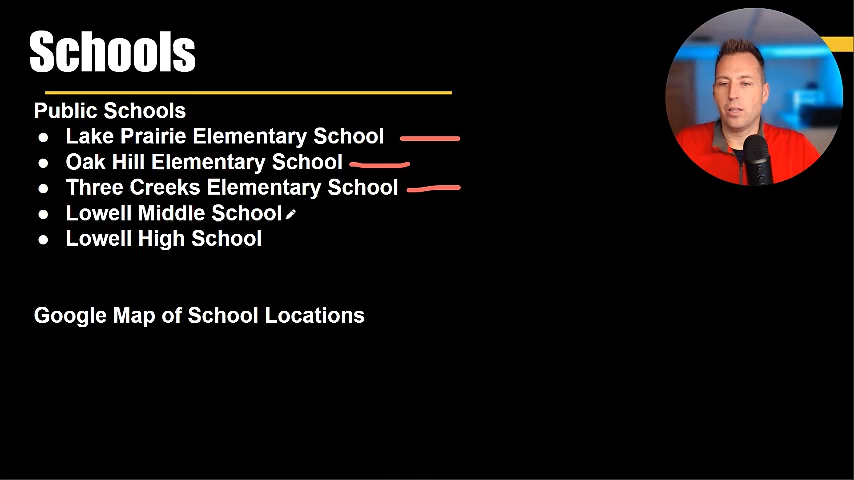 Schools
Public Schools
● Lake Prairie Elementary School
● Oak Hill Elementary School
● Three Creeks Elementary School
● Lowell Middle School
● Lowell High School
Google Map of School Locations